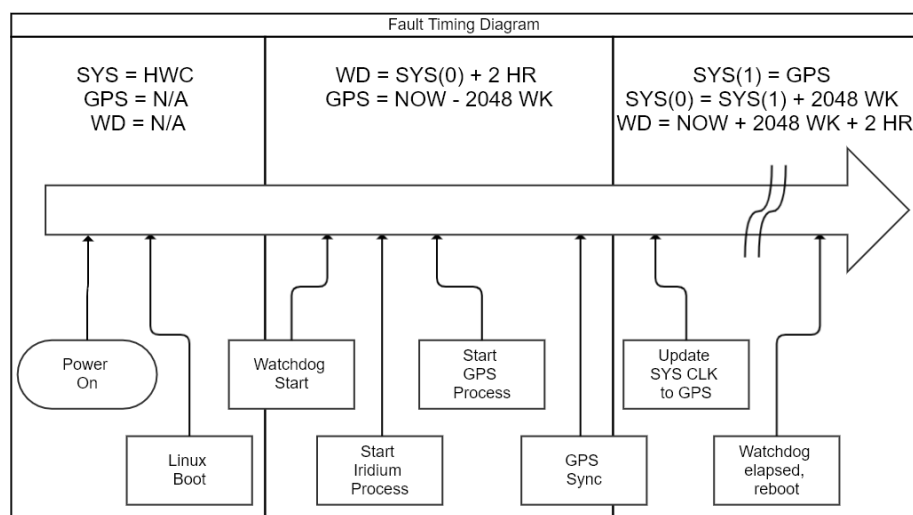 Fault Timing Diagram
SYS = HWC
GPS = N/A
WD = N/A
WD = SYS(0) + 2 HR
GPS = NOW - 2048 WK
SYS(1) = GPS
SYS(0) = SYS(1) + 2048 WK
WD = NOW + 2048 WK + 2 HR
Power
On
Watchdog
Start
Start
GPS
Process
Update
SYS CLK
to GPS
Linux
Boot
Start
Iridium
Process
GPS
Sync
Watchdog
elapsed,
reboot